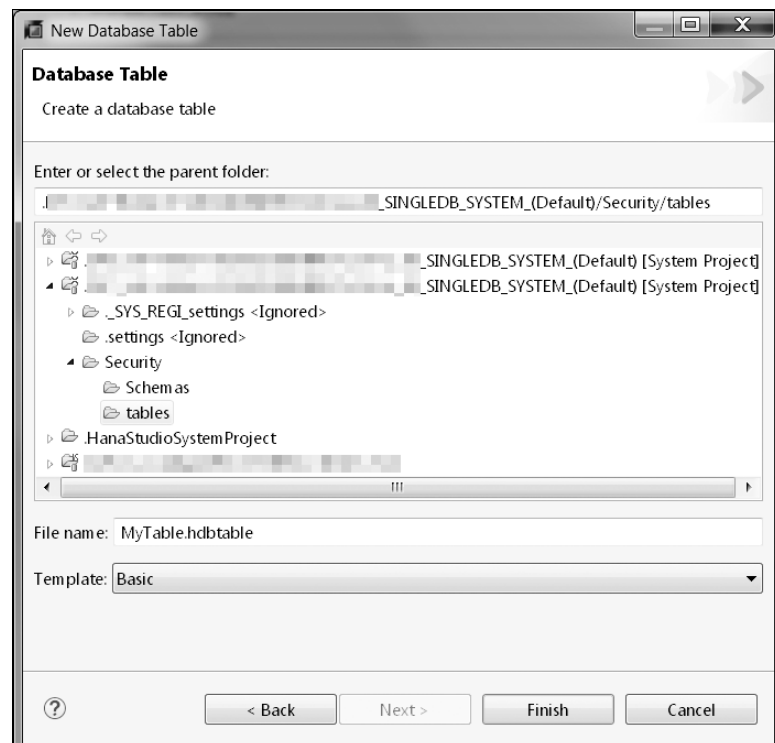 New Database Table
Database Table
Create a database table
Enter or select the parent folder:
_SINGLEDB_SYSTEM_(Default)/Security/tables
_SINGLEDB_SYSTEM_(Default) [System Project]
_SINGLEDB_SYSTEM_(Default) [System Project]
._SYS_REGI_settings <Ignored>
.settings <Ignored>
Security
Schemas
tables
.HanaStudioSystemProject
File name: MyTable.hdbtable
Template: Basic
< Back Next > Finish Cancel